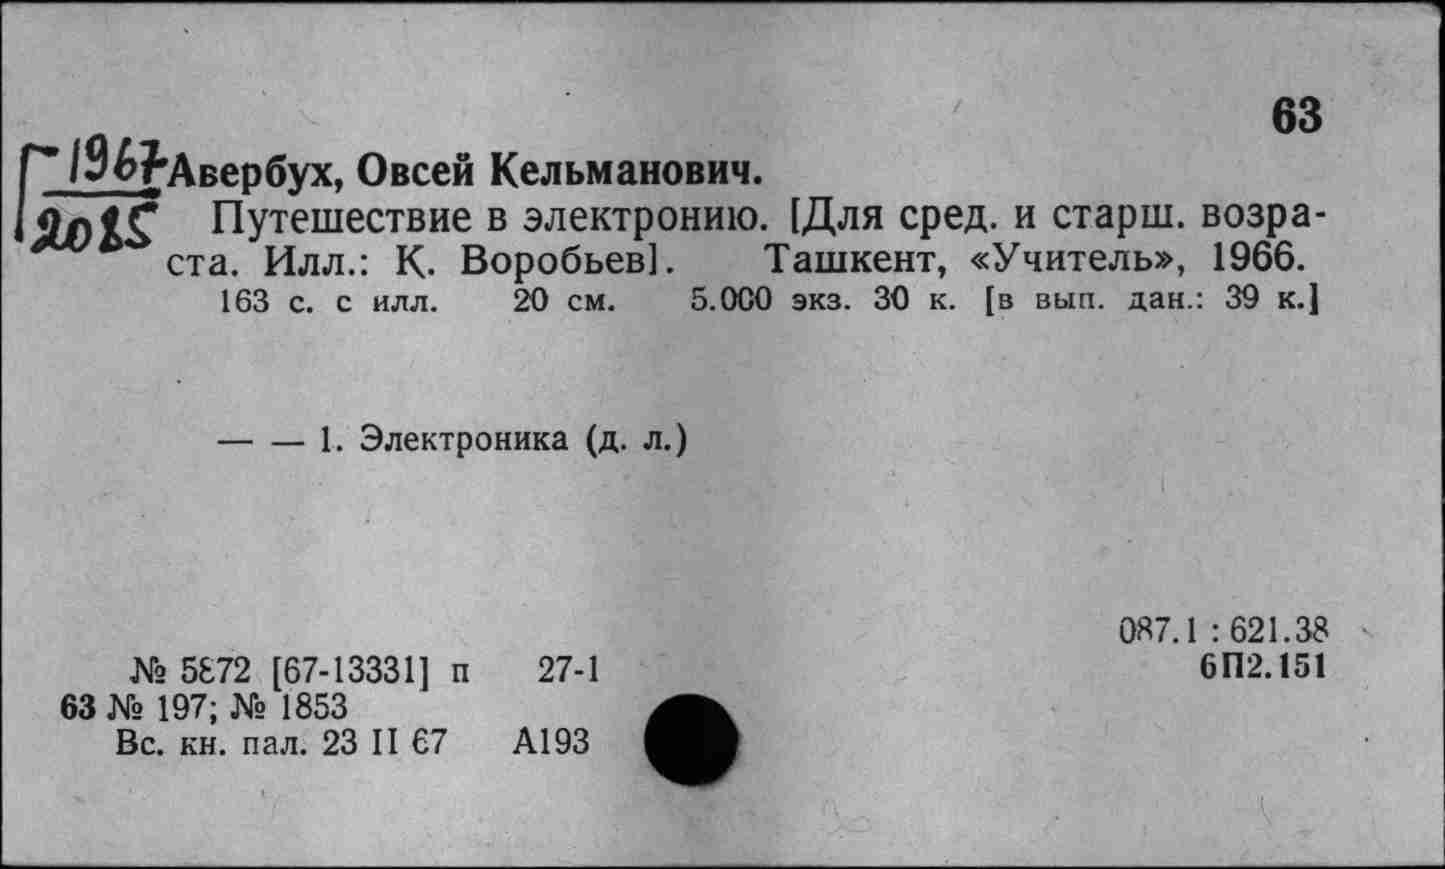 63
Г 1967
2015
Авербух, Овсей Кельманович.
Путешествие в электронию. [Для сред. и старш. возра-
ста. Илл.: К. Воробьев]. Ташкент, «Учитель», 1966.
163 с. с илл. 20 см. 5.000 экз. 30 к. [в вып. дан.: 39 к.]
— — 1. Электроника (д. л.)
087.1 : 621.38
№ 5872 [67-13331] п 27-1 6П2.151
63 № 197; № 1853
Вс. кн. пал. 23 II 67 А193